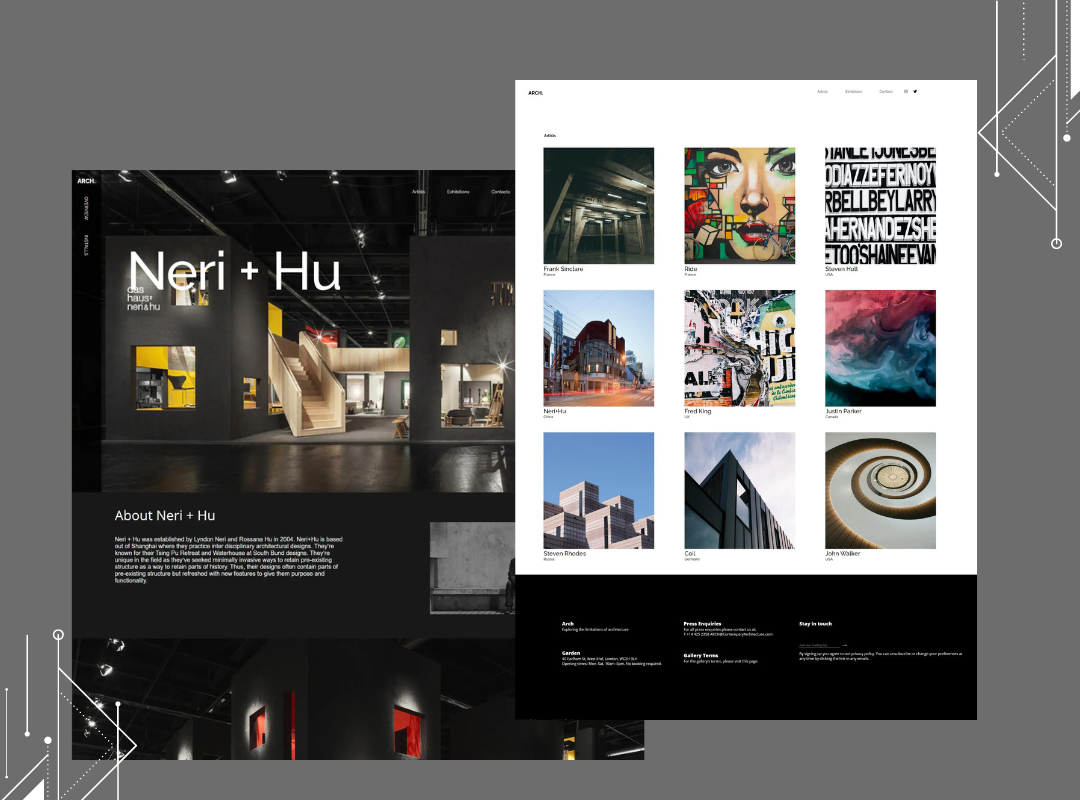 ARCH.
Artists
Exhibitions
Contacts
OVERVIEW
INSTALLS
Neri + Hu
das
haus+
neri&hu
About Neri + Hu
Neri + Hu was established by Lyndon Neri and Rossana Hu in 2004. Neri+Hu is based
out of Shanghai where they practice inter disciplinary architectural designs. They're
known for their Tsing Pu Retreat and Waterhouse at South Bund designs. They're
unique in the field as they've seeked minimally invasive ways to retain pre-existing
structure as a way to retain parts of history. Thus, their designs often contain parts of
pre-existing structure but refreshed with new features to give them purpose and
functionality.
ARCH.
Artists
Exhibitions
Contact
Artists
Frank Sinclare
France
Ride
France
STANLEYJONESBE
ODIAZZEFERINOY
RBELLBEYLARRY
AHERNANDEZSHE
ETOOSHAINEEVAN
Steven Holl
USA
Neri+Hu
China
Fred King
UK
Justin Parker
Canada
Steven Rhodes
Russia
Coil
Germany
John Walker
USA
Arch
Exploring the limitations of architecture
Garden
Opening times: Mon-Sat, 10am-5pm. No booking required.
Press Enquiries
For all press enquiries please contact us at:
Gallery Terms
For the gallery's terms, please visit this page.
Stay in touch
By signing up you agree to our privacy policy. You can unsubscribe or change your preferences at
any time by clicking the link in any emails.